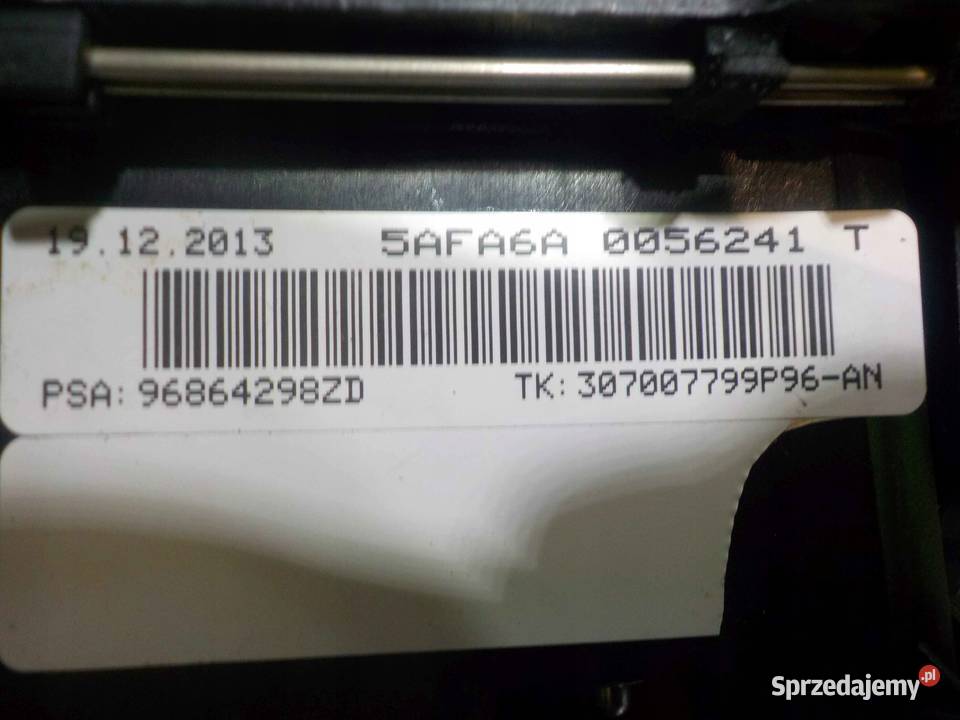 19.12.2013 5AFA6A 0056241 T
PSA: 96864298ZD TK: 307007799P96-AN
Sprzedajemy.pl